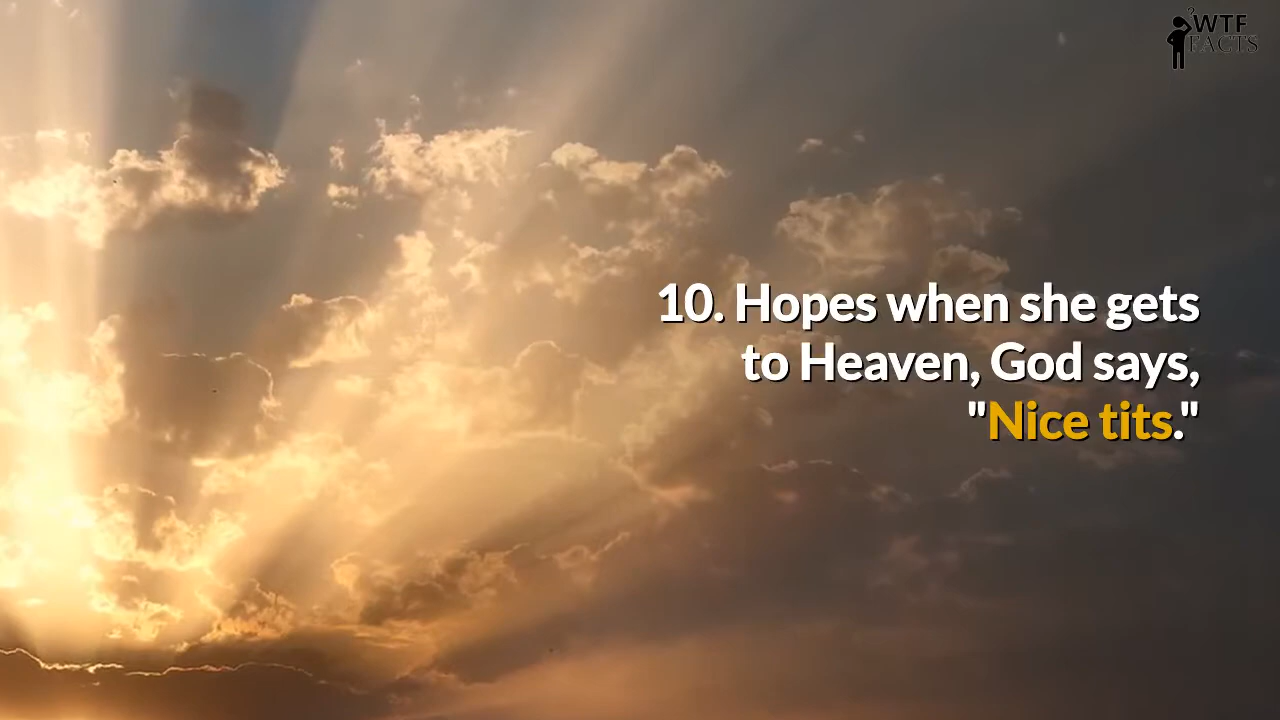 ?WTF
FACTS
10. Hopes when she gets
to Heaven, God says,
"Nice tits."